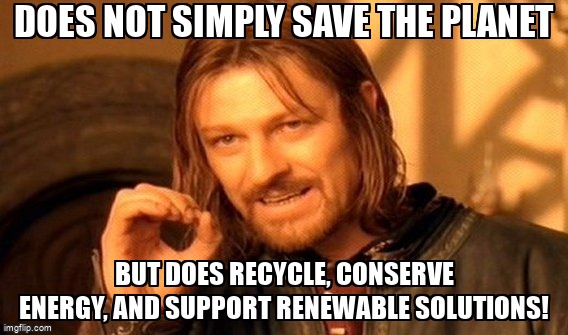 DOES NOT SIMPLY SAVE THE PLANET
BUT DOES RECYCLE, CONSERVE
ENERGY, AND SUPPORT RENEWABLE SOLUTIONS!
imgflip.com